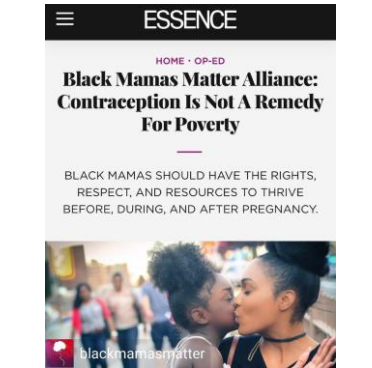 ESSENCE
HOME · OP-ED
Black Mamas Matter Alliance:
Contraception Is Not A Remedy
For Poverty
BLACK MAMAS SHOULD HAVE THE RIGHTS,
RESPECT, AND RESOURCES TO THRIVE
BEFORE, DURING, AND AFTER PREGNANCY.
blackmamasmatter